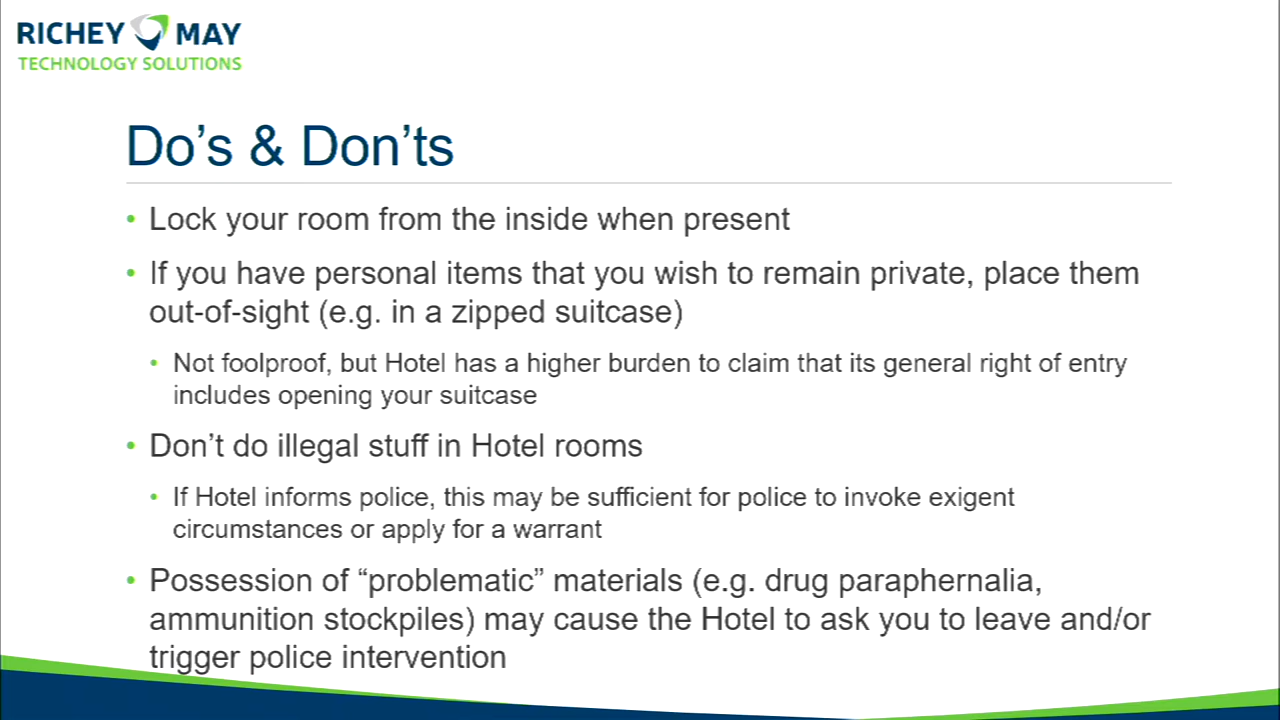 RICHEY MAY
TECHNOLOGY SOLUTIONS
Do’s & Don’ts
• Lock your room from the inside when present
• If you have personal items that you wish to remain private, place them
out-of-sight (e.g. in a zipped suitcase)
• Not foolproof, but Hotel has a higher burden to claim that its general right of entry
includes opening your suitcase
• Don’t do illegal stuff in Hotel rooms
• If Hotel informs police, this may be sufficient for police to invoke exigent
circumstances or apply for a warrant
• Possession of “problematic” materials (e.g. drug paraphernalia,
ammunition stockpiles) may cause the Hotel to ask you to leave and/or
trigger police intervention